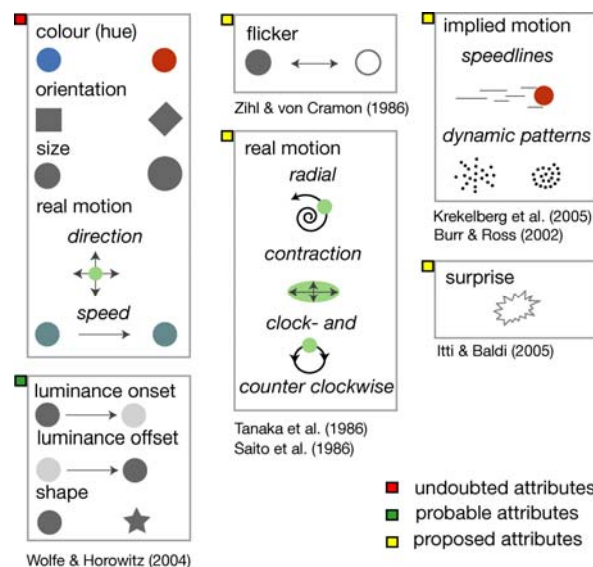 colour (hue)
orientation
size
real motion
direction
speed
luminance onset
luminance offset
shape
Wolfe & Horowitz (2004)
flicker
Zihl & von Cramon (1986)
real motion
radial
contraction
clock- and
counter clockwise
Tanaka et al. (1986)
Saito et al. (1986)
implied motion
speedlines
dynamic patterns
Krekelberg et al. (2005)
Burr & Ross (2002)
surprise
Itti & Baldi (2005)
undoubted attributes
probable attributes
proposed attributes